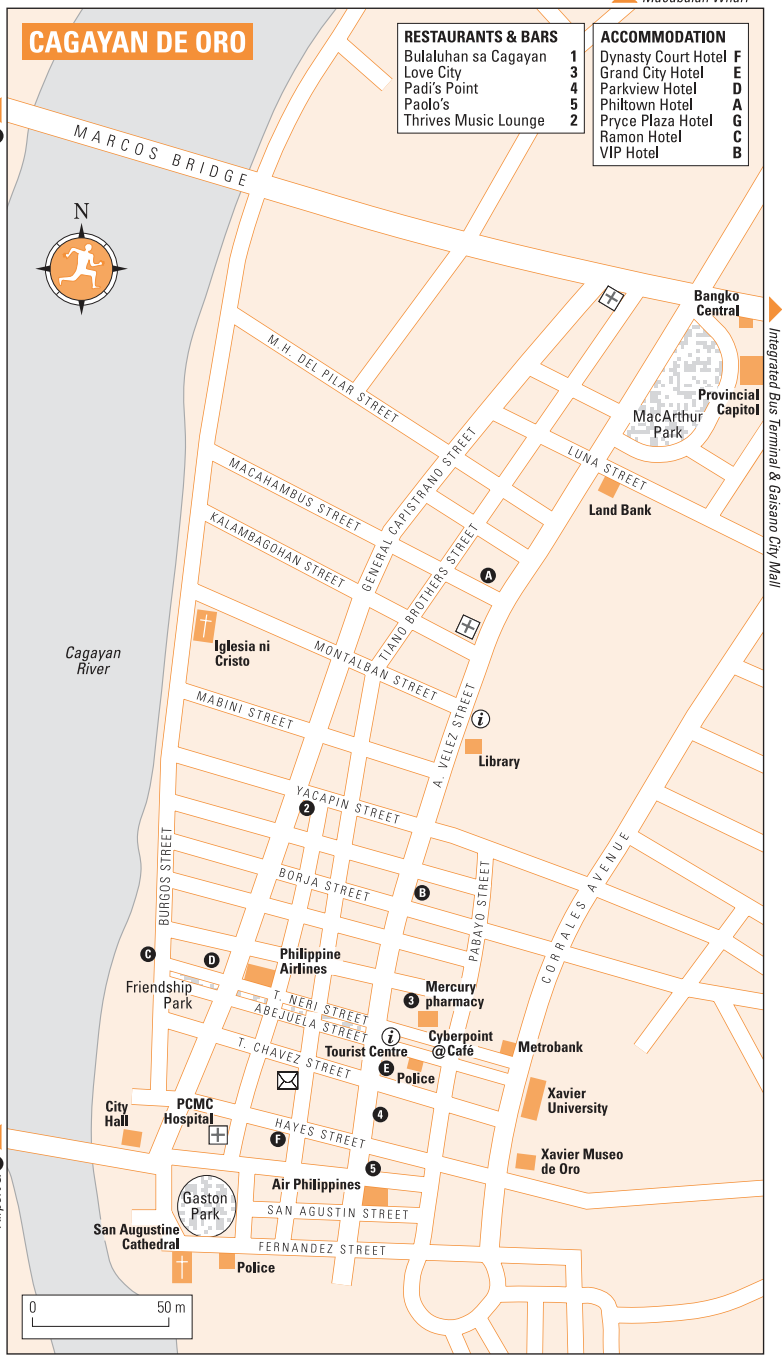 Macabalan Wharf
CAGAYAN DE ORO
RESTAURANTS & BARS
Bulaluhan sa Cagayan 1
Love City 3
Padi's Point 4
Paolo's 5
Thrives Music Lounge 2
ACCOMMODATION
Dynasty Court Hotel F
Grand City Hotel E
Parkview Hotel D
Philtown Hotel A
Pryce Plaza Hotel G
Ramon Hotel C
VIP Hotel B
MARCOS BRIDGE
N
Bangko
Central
Provincial
Capitol
Integrated Bus Terminal & Gaisano City Mall
MacArthur
Park
M.H. DEL PILAR STREET
LUNA STREET
Land Bank
GENERAL CAPISTRANO STREET
MACAHAMBUS STREET
KALAMBAGOHAN STREET
TIANO BROTHERS STREET
A
Iglesia ni
Cristo
Cagayan
River
MONTALBAN STREET
MABINI STREET
i
A. VELEZ STREET
Library
YACAPIN STREET
2
BURGOS STREET
BORJA STREET
B
PABAYO STREET
CORRALES AVENUE
C
D
Philippine
Airlines
Friendship
Park
T. NERI STREET
ABEJUELA STREET
3
Mercury
pharmacy
i
Tourist Centre
Cyberpoint
@Café
Metrobank
T. CHAVEZ STREET
E
Police
Xavier
University
City
Hall
PCMC
Hospital
HAYES STREET
4
F
5
Xavier Museo
de Oro
Air Philippines
Gaston
Park
SAN AGUSTIN STREET
San Augustine
Cathedral
FERNANDEZ STREET
Police
0 50 m